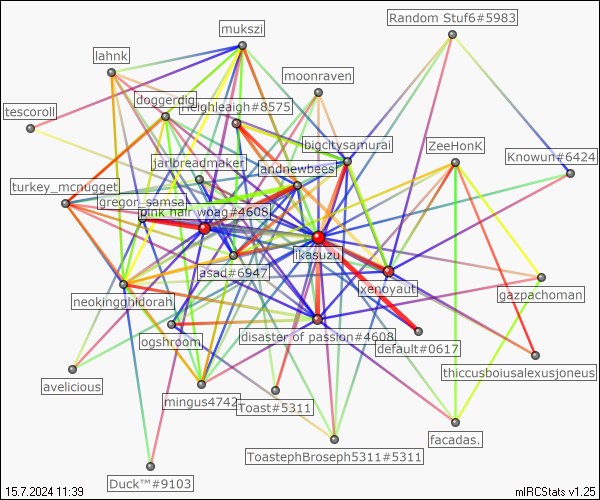 Random Stuf6#5983
mukszi
lahnk
moonraven
doggerdig
Heighleaigh#8575
tescoroll
bigcitysamurai
ZeeHonK
Knowun#6424
jarlbreadmaker
andnewbees
turkey_mcnugget
gregor_samsa
pink hair woag#4608
ikasuzu
jasad#6947
xenoyauti
gazpachoman
neokingghidorah
ogshroom
disaster of passion#4608
default#0617
thiccusboiusalexusjoneus
avelicious
mingus4742
Toast#5311
facadas.
ToastephBroseph5311#5311
Duck™#9103
15.7.2024 11:39
mIRCStats v1.25